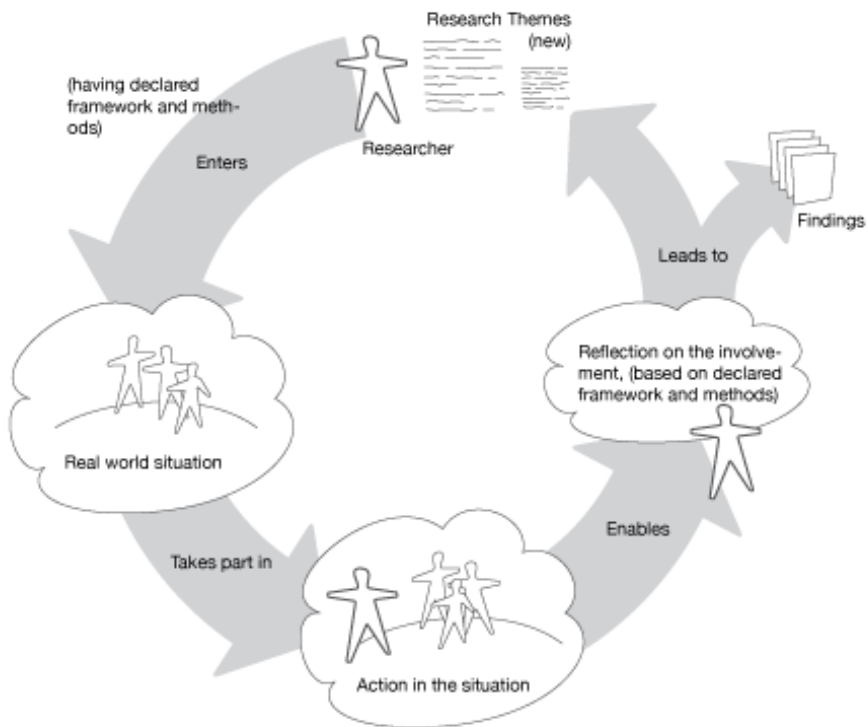 Research Themes
(new)
(having declared
framework and meth-
ods)
Researcher
Enters
Findings
Leads to
Reflection on the involve-
ment, (based on declared
framework and methods)
Real world situation
Enables
Takes part in
Action in the situation